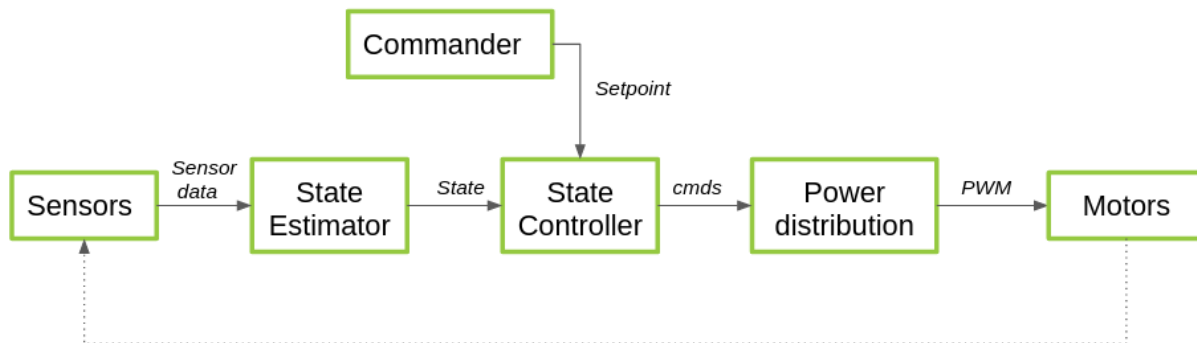 Commander
Setpoint
Sensor
data
State
cmds
PWM
Sensors
State
Estimator
State
Controller
Power
distribution
Motors